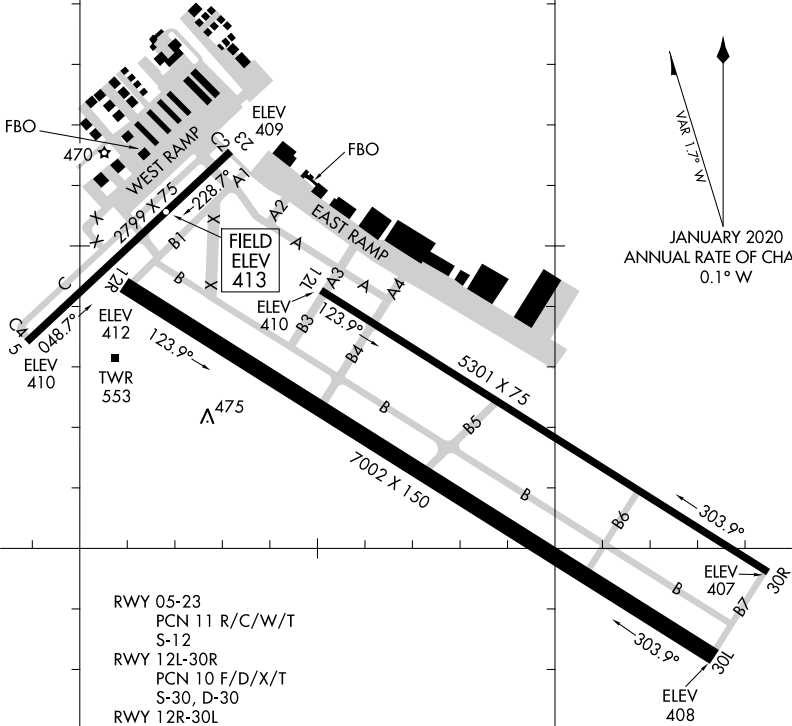 FBO
470
WEST RAMP
ELEV
409
C2
23
A1
228.7°
2799 X 75
X
X
X
X
B1
C
C4
5
048.7°
ELEV
410
12R
ELEV
412
TWR
553
475
FBO
EAST RAMP
A2
A
A
A3
A4
FIELD
ELEV
413
12L
ELEV
410
B
B3
B4
123.9°
123.9°
5301 X 75
7002 X 150
B
B5
B
B6
B
B7
303.9°
ELEV
407
30R
303.9°
30L
ELEV
408
VAR 1.7° W
JANUARY 2020
ANNUAL RATE OF CHA
0.1° W
RWY 05-23
PCN 11 R/C/W/T
S-12
RWY 12L-30R
PCN 10 F/D/X/T
S-30, D-30
RWY 12R-30L